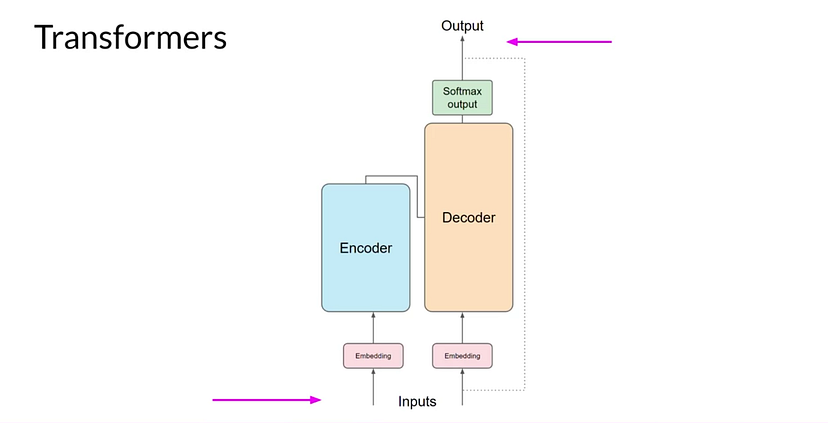 Transformers
Output
Softmax
output
Decoder
Encoder
Embedding
Embedding
Inputs